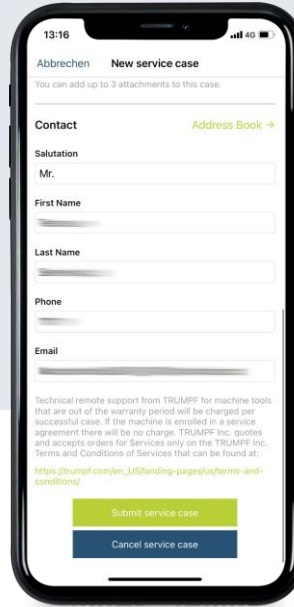 13:16
4G
Abbrechen New service case
You can add up to 3 attachments to this case.
Contact Address Book →
Salutation
Mr.
First Name
Last Name
Phone
Email
Technical remote support from TRUMPF for machine tools
that are out of the warranty period will be charged per
successful case. If the machine is enrolled in a service
agreement there will be no charge. TRUMPF Inc. quotes
and accepts orders for Services only on the TRUMPF Inc.
Terms and Conditions of Services that can be found at:
https://trumpf.com/en_US/landing-pages/us/terms-and-
conditions/
Submit service case
Cancel service case